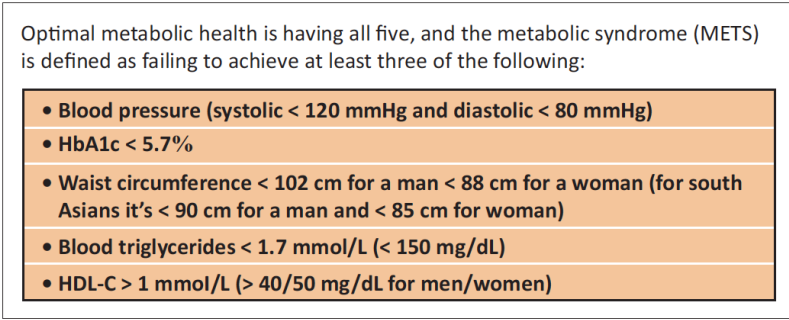 Optimal metabolic health is having all five, and the metabolic syndrome (METS)
is defined as failing to achieve at least three of the following:
• Blood pressure (systolic < 120 mmHg and diastolic < 80 mmHg)
• HbA1c < 5.7%
• Waist circumference < 102 cm for a man < 88 cm for a woman (for south
Asians it’s < 90 cm for a man and < 85 cm for woman)
• Blood triglycerides < 1.7 mmol/L (< 150 mg/dL)
• HDL-C > 1 mmol/L (> 40/50 mg/dL for men/women)